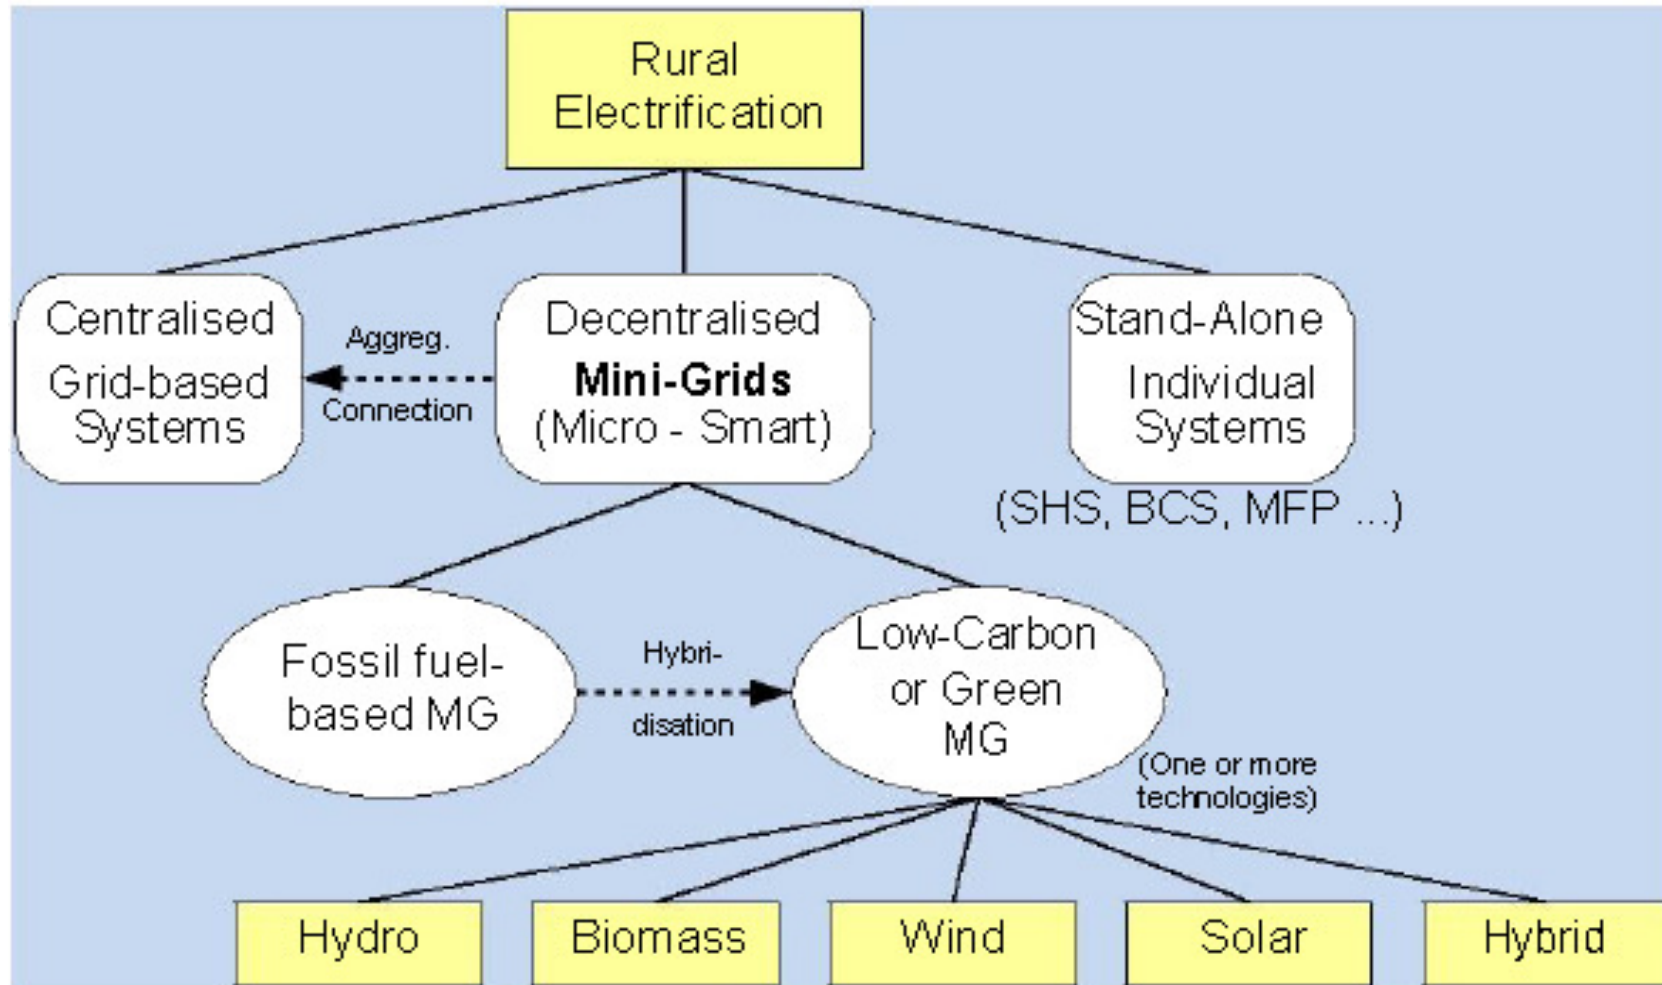 Rural
Electrification
Centralised
Grid-based
Systems
Aggreg.
Connection
Decentralised
Mini-Grids
(Micro - Smart)
Stand-Alone
Individual
Systems
(SHS, BCS, MFP ...)
Fossil fuel-
based MG
Hybri-
disation
Low-Carbon
or Green
MG
(One or more
technologies)
Hydro
Biomass
Wind
Solar
Hybrid